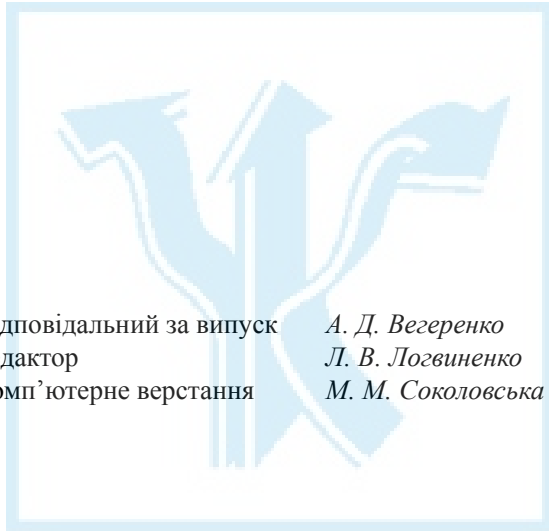 дповідальний за випуск А. Д. Вегеренко
дактор Л. В. Логвиненко
омп’ютерне верстання М. М. Соколовська